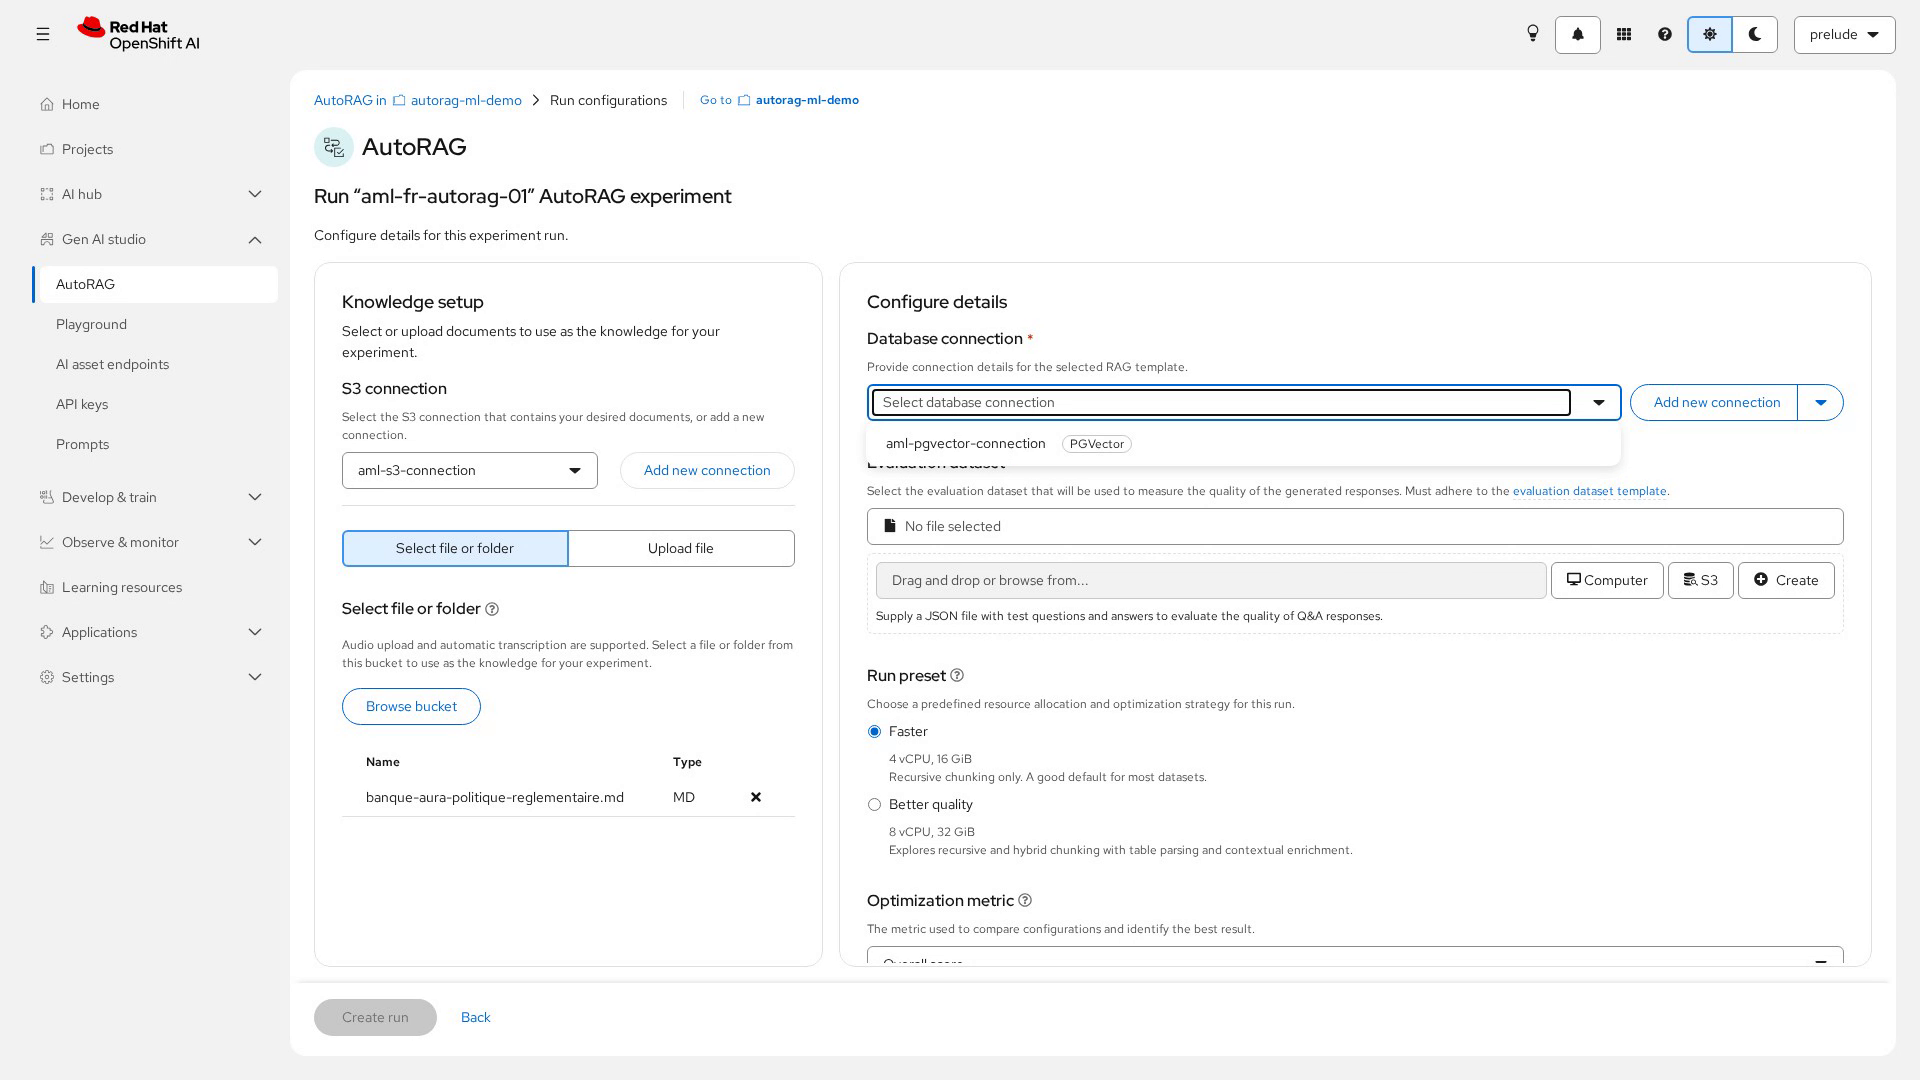 Red Hat
OpenShift AI
prelude
Home
Projects
AI hub
Gen AI studio
AutoRAG
Playground
AI asset endpoints
API keys
Prompts
Develop & train
Observe & monitor
Learning resources
Applications
Settings
AutoRAG in autorag-ml-demo Run configurations Go to autorag-ml-demo
AutoRAG
Run “aml-fr-autorag-01” AutoRAG experiment
Configure details for this experiment run.
Knowledge setup
Select or upload documents to use as the knowledge for your
experiment.
S3 connection
Select the S3 connection that contains your desired documents, or add a new
connection.
aml-s3-connection
Add new connection
Select file or folder
Upload file
Select file or folder
Audio upload and automatic transcription are supported. Select a file or folder from
this bucket to use as the knowledge for your experiment.
Browse bucket
Name Type
banque-aura-politique-reglementaire.md MD
Configure details
Database connection *
Provide connection details for the selected RAG template.
Select database connection
Add new connection
aml-pgvector-connection PGVector
Evaluation dataset
Select the evaluation dataset that will be used to measure the quality of the generated responses. Must adhere to the evaluation dataset template.
No file selected
Drag and drop or browse from...
Computer
S3
Create
Supply a JSON file with test questions and answers to evaluate the quality of Q&A responses.
Run preset
Choose a predefined resource allocation and optimization strategy for this run.
Faster
4 vCPU, 16 GiB
Recursive chunking only. A good default for most datasets.
Better quality
8 vCPU, 32 GiB
Explores recursive and hybrid chunking with table parsing and contextual enrichment.
Optimization metric
The metric used to compare configurations and identify the best result.
Overall score
Create run
Back